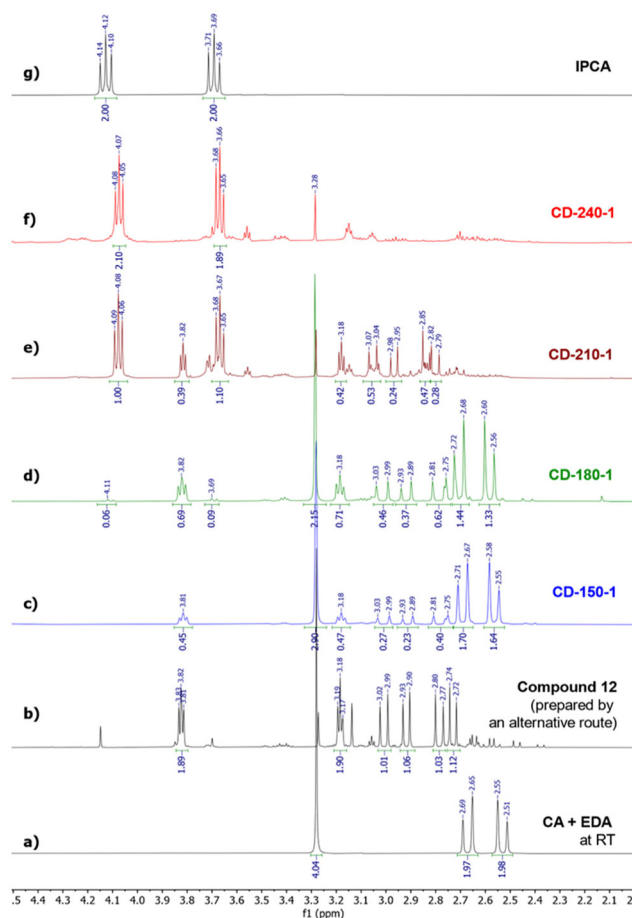 4.14 4.12 4.10 3.71 3.69 3.66
g) IPCA
2.00 2.00
4.08 4.07 4.05 3.68 3.66 3.65 3.28
f) CD-240-1
2.10 1.89
4.09 4.08 4.06 3.82 3.68 3.67 3.65 3.18 3.07 3.04 2.98 2.95 2.85 2.82 2.79
e) CD-210-1
1.00 0.39 1.10 0.42 0.53 0.24 0.47 0.28
4.11 3.82 3.69 3.18 3.03 2.99 2.93 2.89 2.81 2.75 2.72 2.68 2.60 2.56
d) CD-180-1
0.06 0.69 0.09 2.15 0.71 0.46 0.37 0.62 1.44 1.33
3.81 3.18 3.03 2.99 2.93 2.89 2.81 2.75 2.71 2.67 2.58 2.55
c) CD-150-1
0.45 2.90 0.47 0.27 0.23 0.40 1.70 1.64
3.83 3.82 3.81 3.19 3.18 3.17 3.02 2.99 2.93 2.90 2.80 2.77 2.74 2.72
b) Compound 12
(prepared by
an alternative route)
1.89 1.90 1.01 1.06 1.03 1.12
2.69 2.65 2.55 2.51
a) CA + EDA
at RT
4.04 1.97 1.98
4.4 4.3 4.2 4.1 4.0 3.9 3.8 3.7 3.6 3.5 3.4 3.3 3.2 3.1 3.0 2.9 2.8 2.7 2.6 2.5 2.4 2.3 2.2 2.1
f1 (ppm)